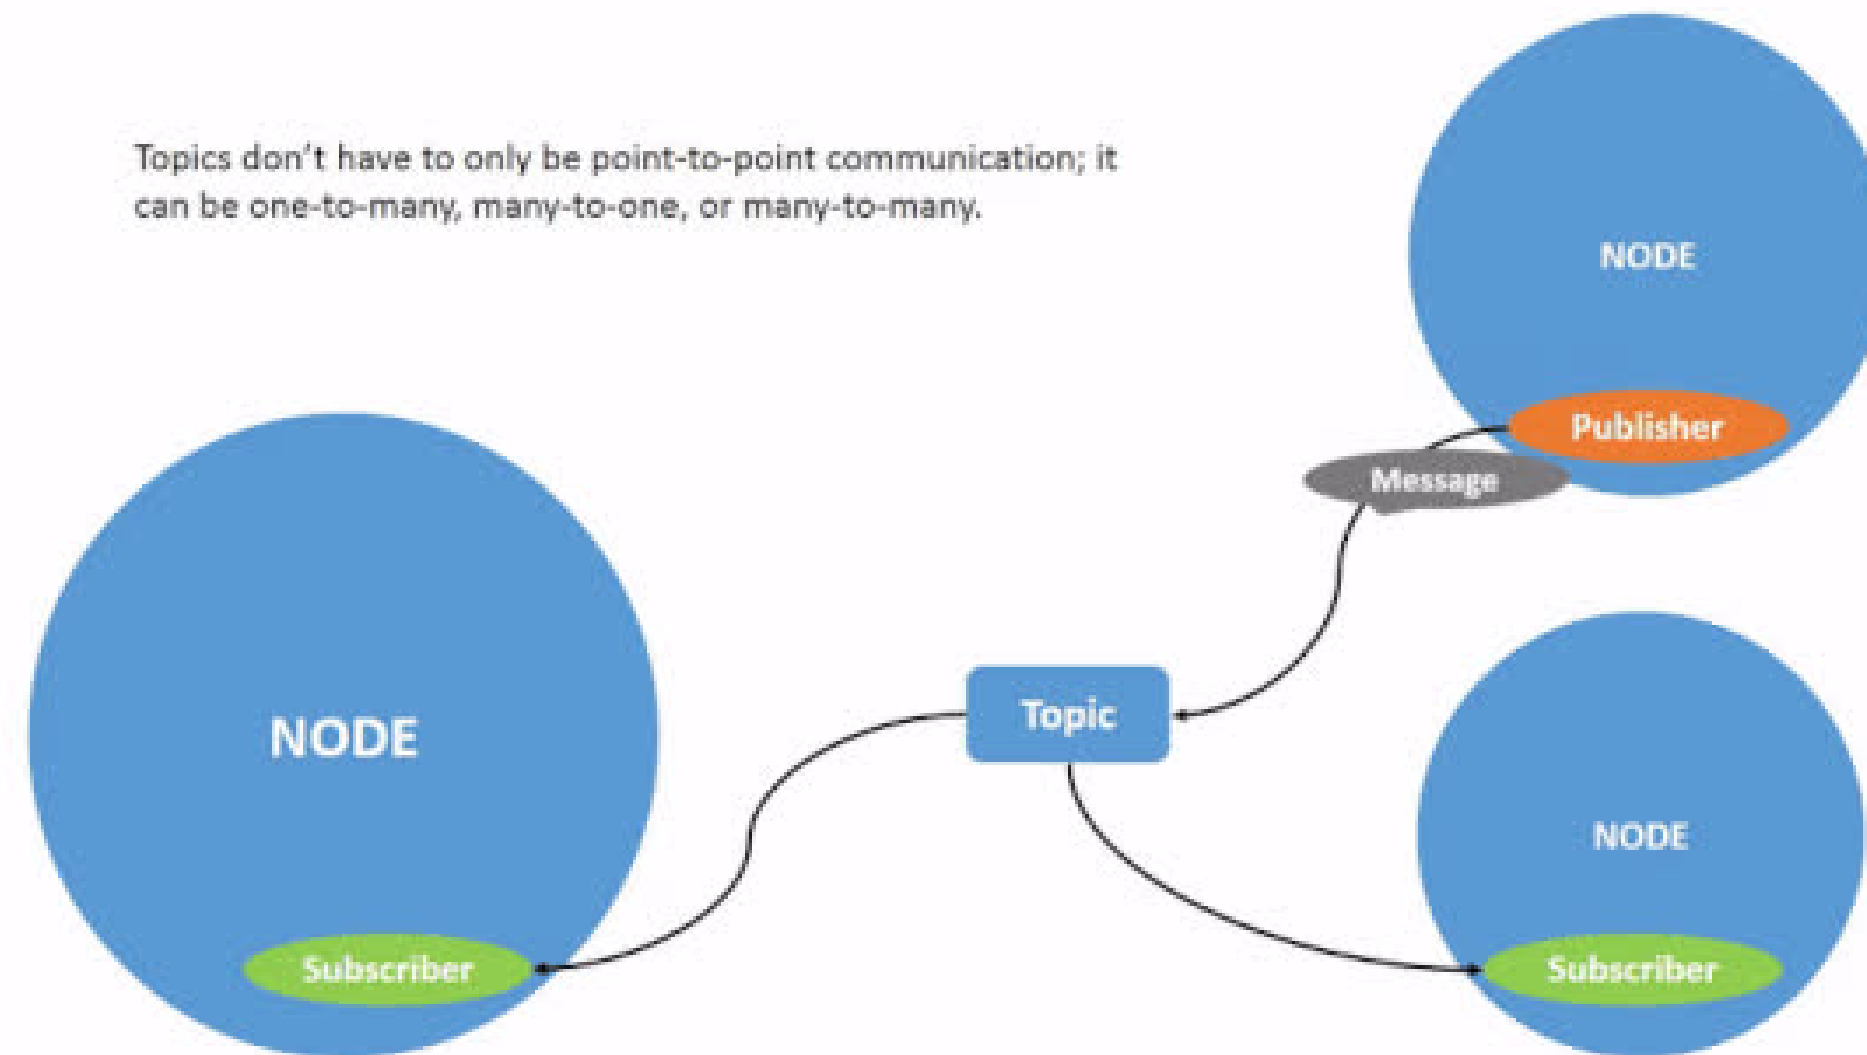 Topics don't have to only be point-to-point communication; it
can be one-to-many, many-to-one, or many-to-many.
NODE
Publisher
Message
Topic
NODE
NODE
Subscriber
Subscriber